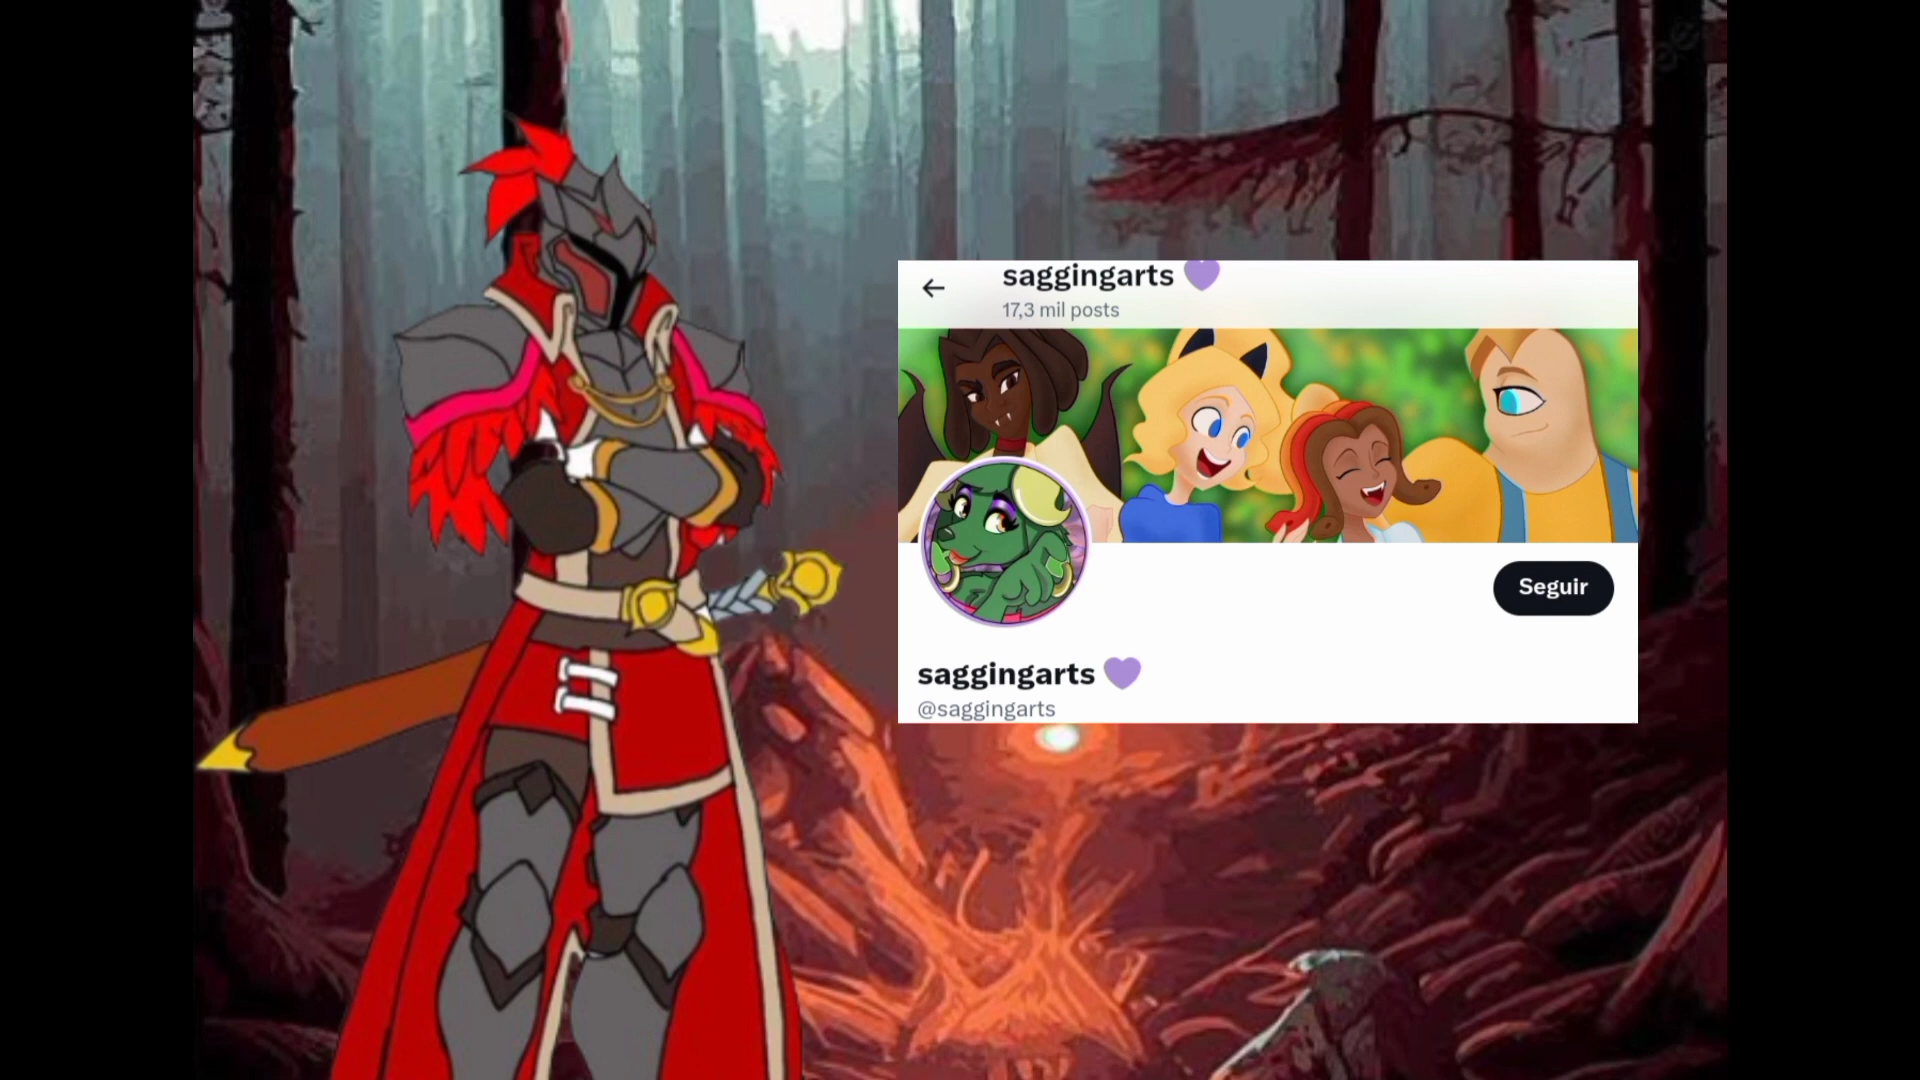 saggingarts 💜
17,3 mil posts
Seguir
saggingarts 💜
@saggingarts